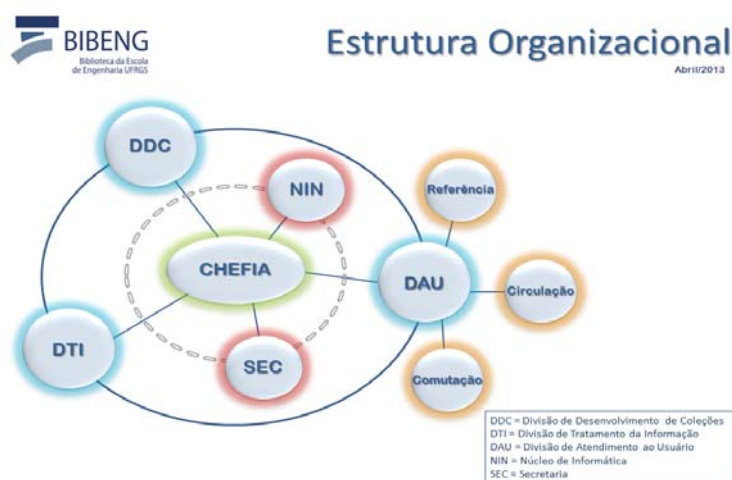 BIBENG
Biblioteca da Escola
de Engenharia UFRGS
Estrutura Organizacional
Abril/2013
DDC
NIN
Referência
CHEFIA
DAU
Circulação
DTI
SEC
Comutação
DDC = Divisão de Desenvolvimento de Coleções
DTI = Divisão de Tratamento da Informação
DAU = Divisão de Atendimento ao Usuário
NIN = Núcleo de Informática
SEC = Secretaria